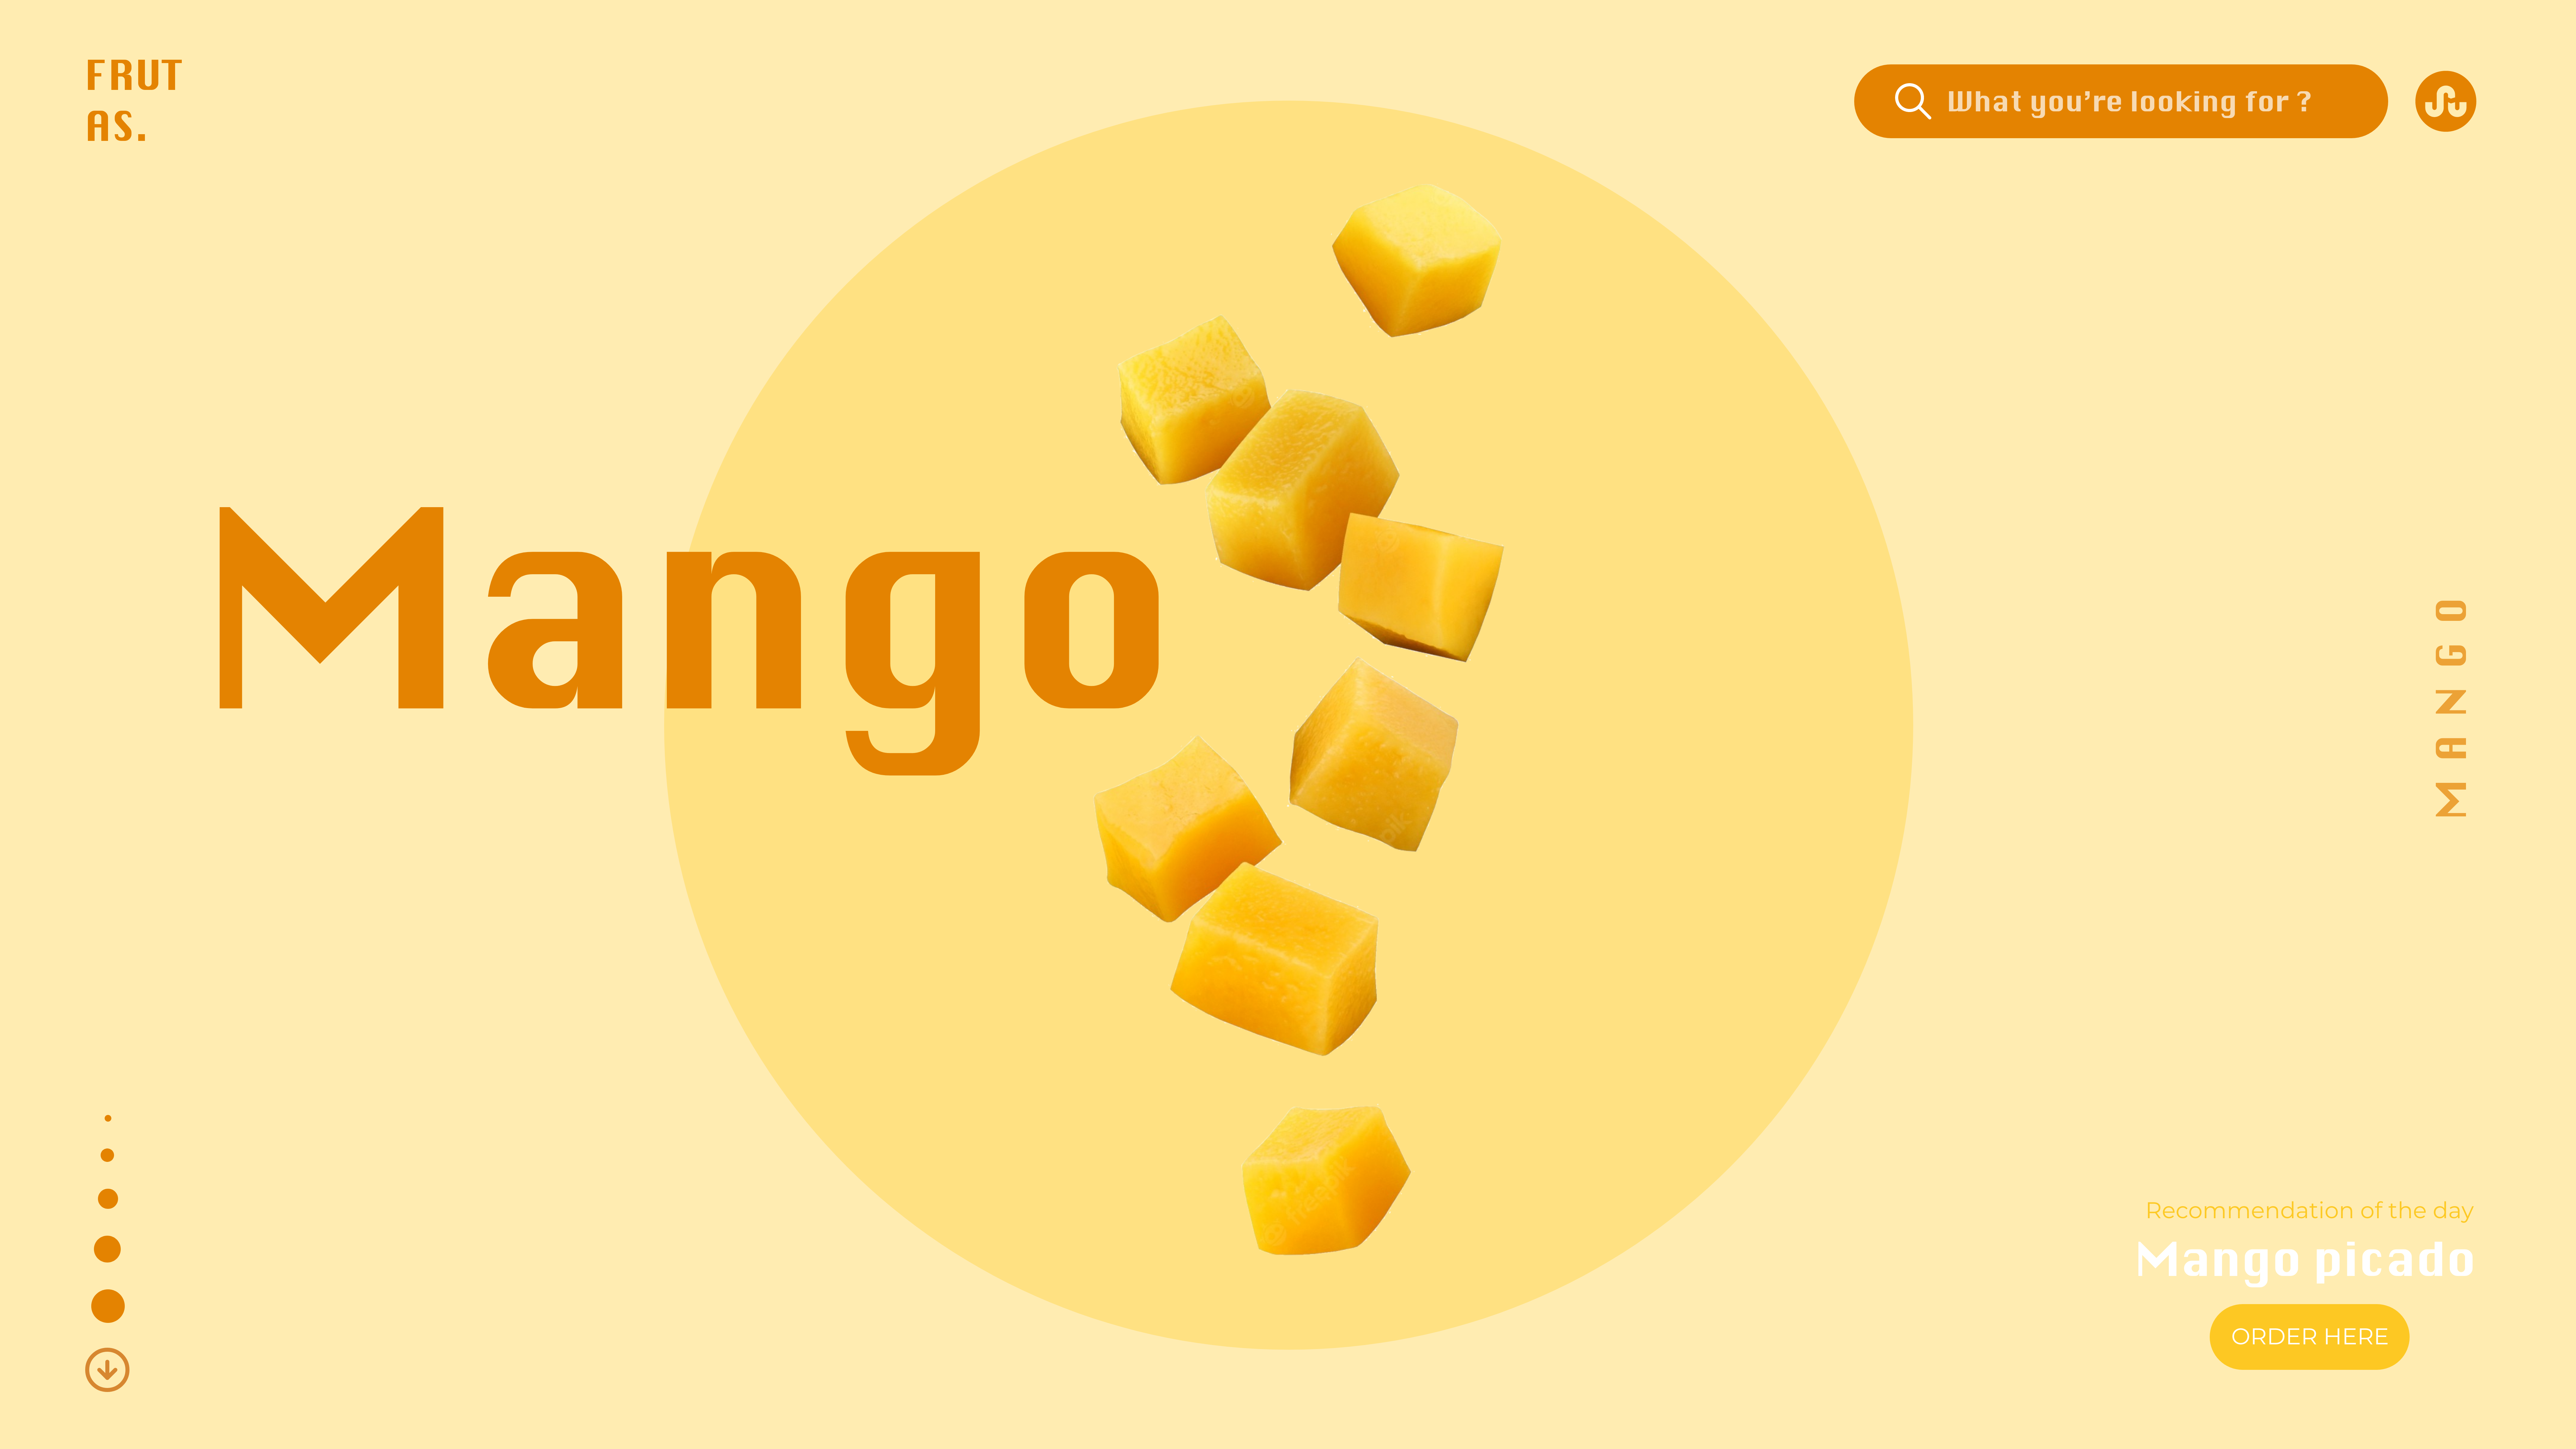 FRUT
AS.
What you're looking for ?
Mango
MANGO
Recommendation of the day
Mango picado
ORDER HERE